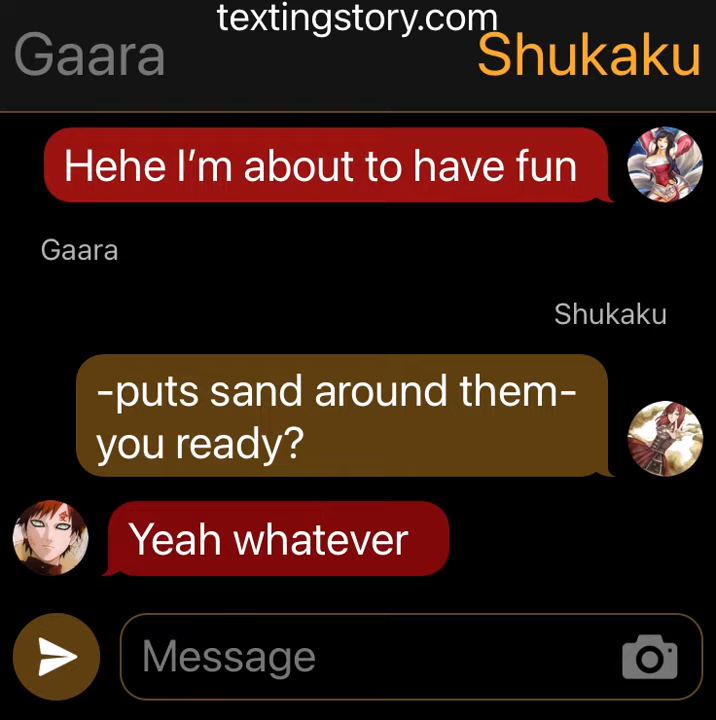 textingstory.com
Gaara
Shukaku
Hehe I’m about to have fun
Gaara
Shukaku
-puts sand around them-
you ready?
Yeah whatever
Message